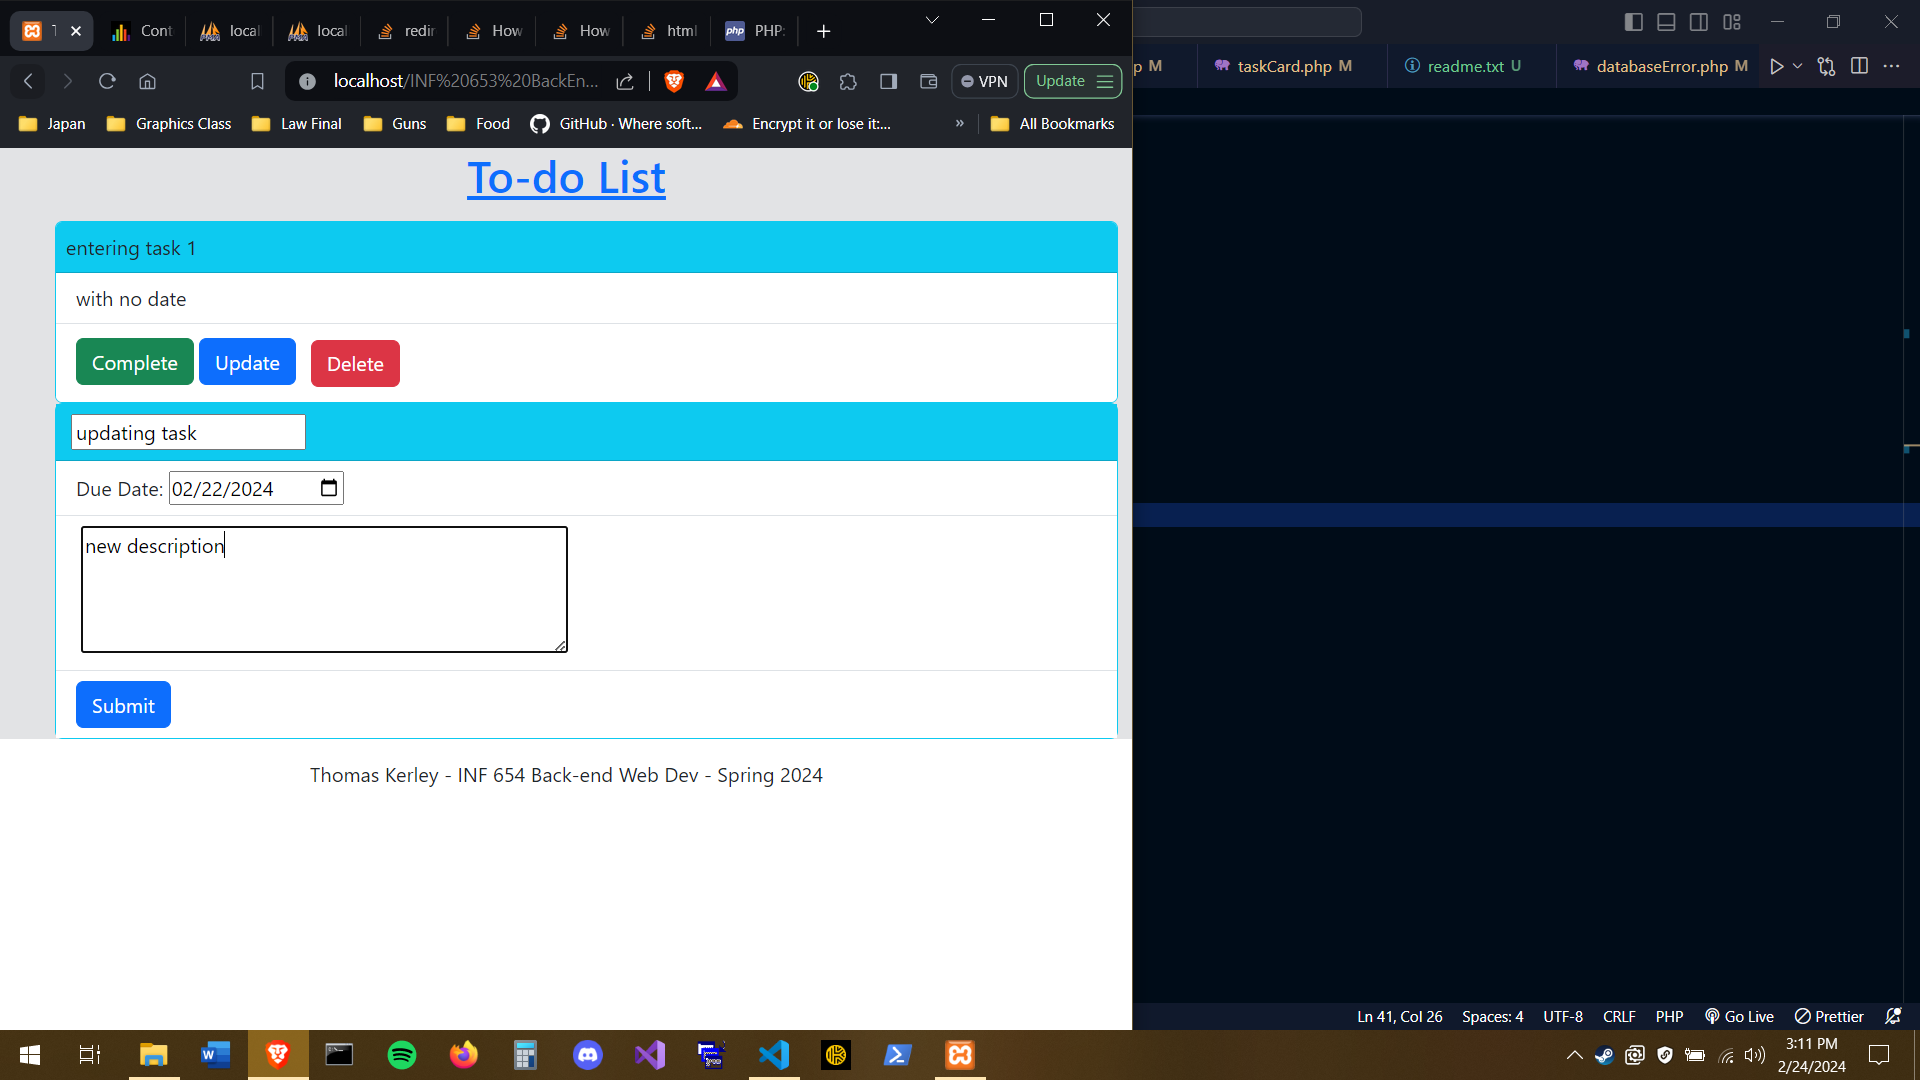 T
Cont
local
local
redir
How
How
html
PHP:
localhost/INF%20653%20BackEn...
VPN
Update
Japan
Graphics Class
Law Final
Guns
Food
GitHub · Where soft...
Encrypt it or lose it:...
»
All Bookmarks
p M
taskCard.php M
readme.txt U
databaseError.php M
To-do List
entering task 1
with no date
Complete
Update
Delete
updating task
Due Date: 02/22/2024
new description
Submit
Thomas Kerley - INF 654 Back-end Web Dev - Spring 2024
Ln 41, Col 26
Spaces: 4
UTF-8
CRLF
PHP
Go Live
Prettier
3:11 PM
2/24/2024